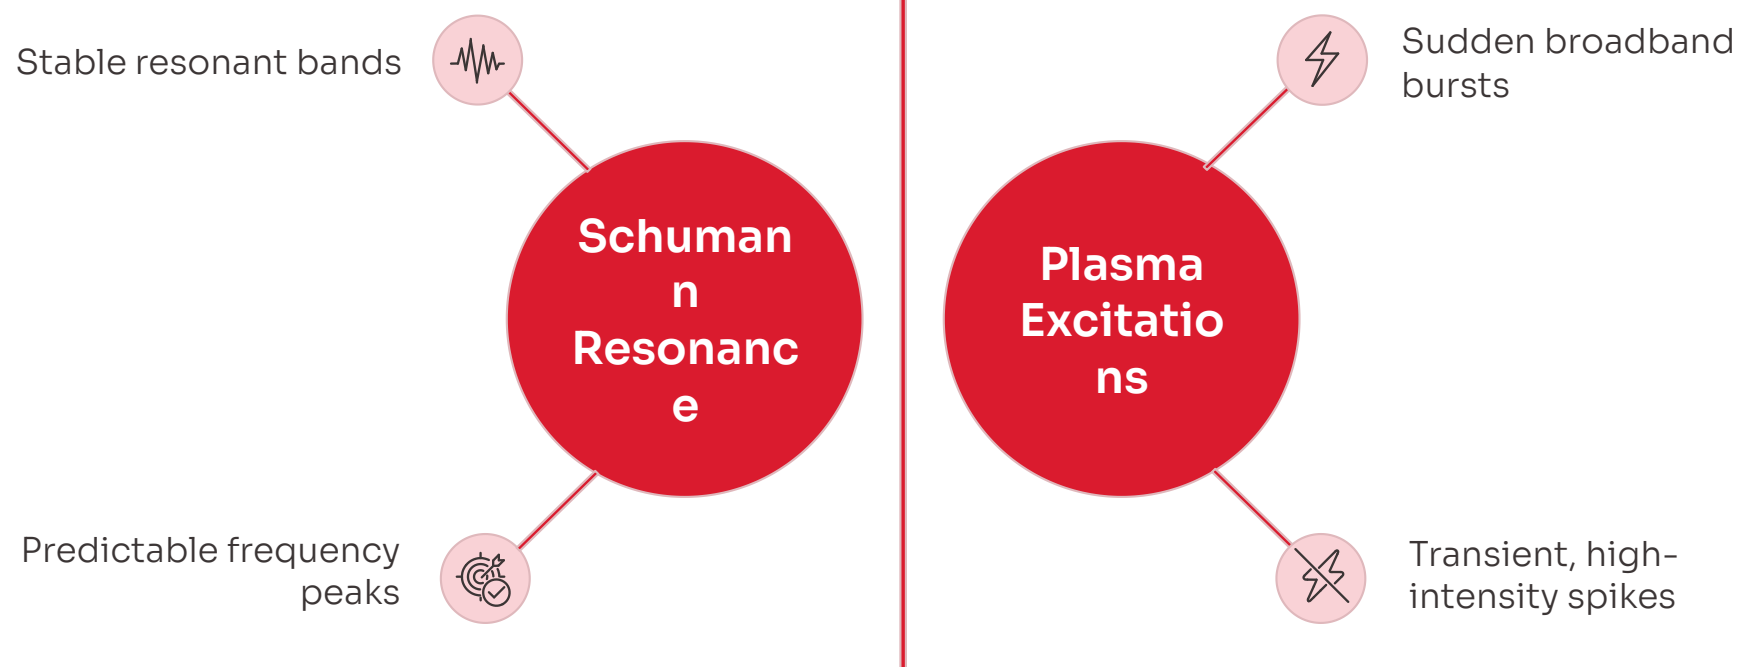 Stable resonant bands
Schuman
n
Resonanc
e
Predictable frequency
peaks
Sudden broadband
bursts
Plasma
Excitatio
ns
Transient, high-
intensity spikes